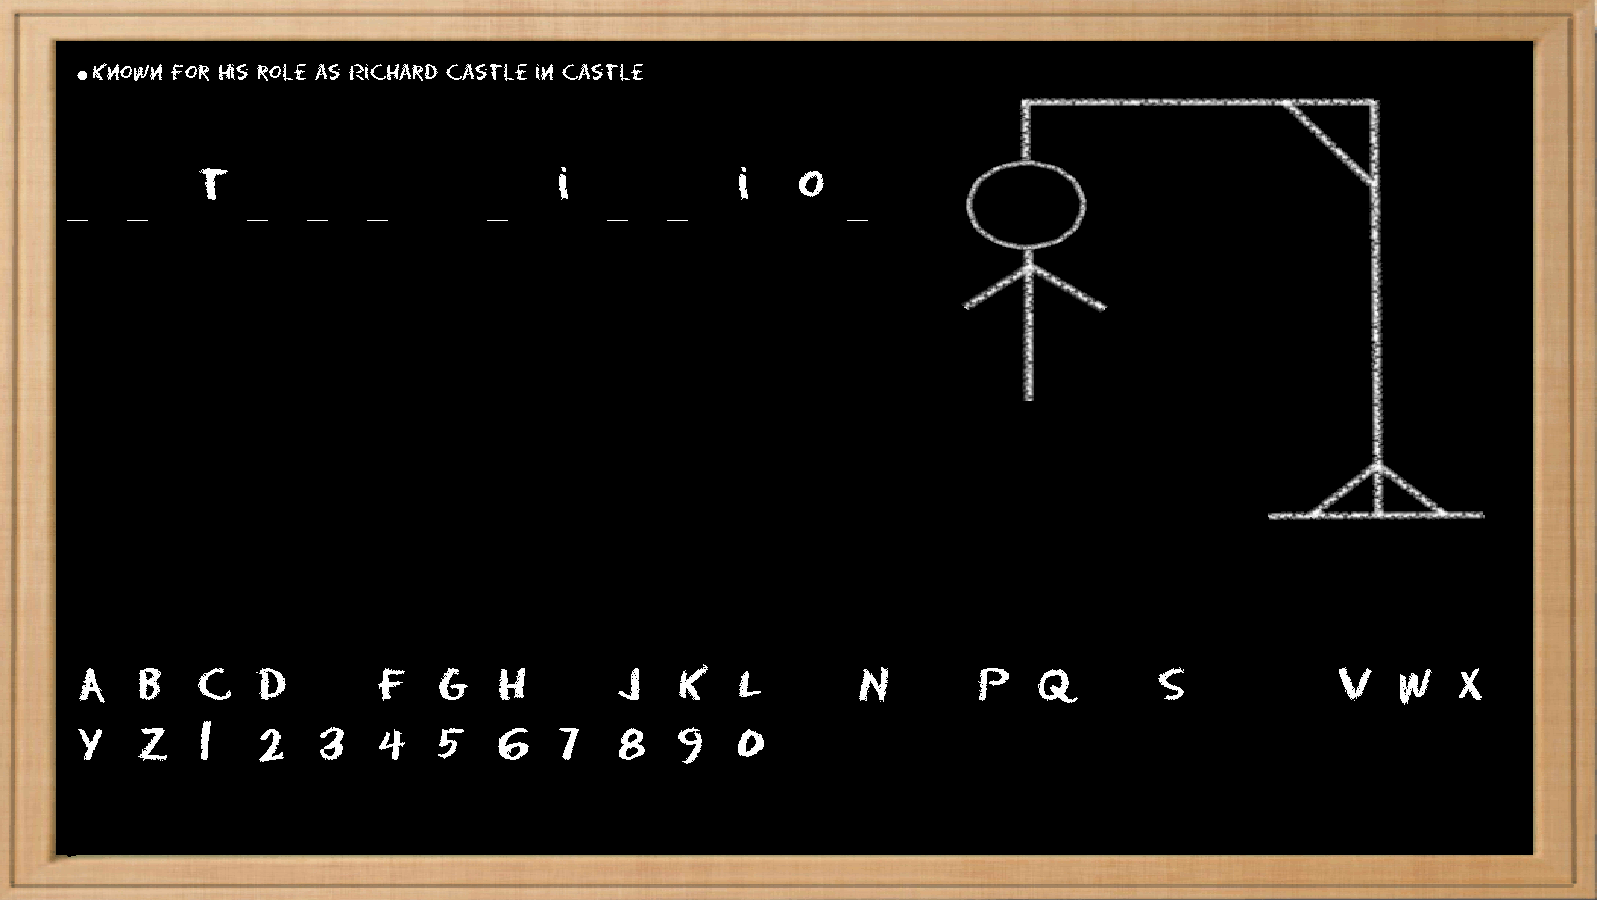 •KNOWN FOR HIS ROLE AS RICHARD CASTLE IN CASTLE
_ _ T _ _ _ _ i _ _ i o _
A B C D F G H J K L N P Q S V W X
Y Z 1 2 3 4 5 6 7 8 9 0